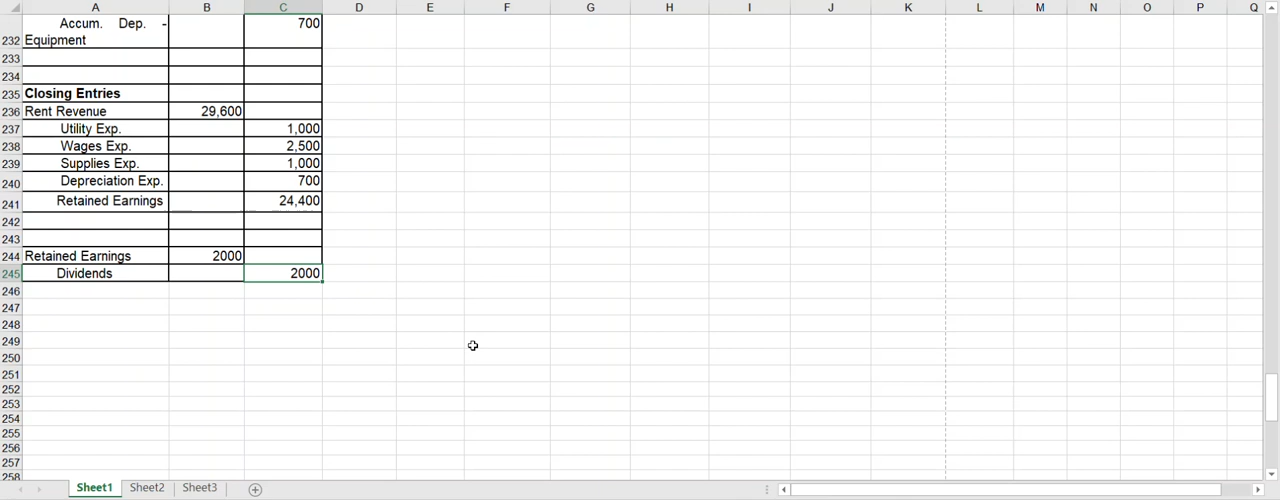 A B C D E F G H I J K L M N O P Q
Accum. Dep. - 700
232 Equipment
233
234
235 Closing Entries
236 Rent Revenue 29,600
237 Utility Exp. 1,000
238 Wages Exp. 2,500
239 Supplies Exp. 1,000
240 Depreciation Exp. 700
241 Retained Earnings 24,400
242
243
244 Retained Earnings 2000
245 Dividends 2000
246
247
248
249
250
251
252
253
254
255
256
257
258
Sheet1 Sheet2 Sheet3